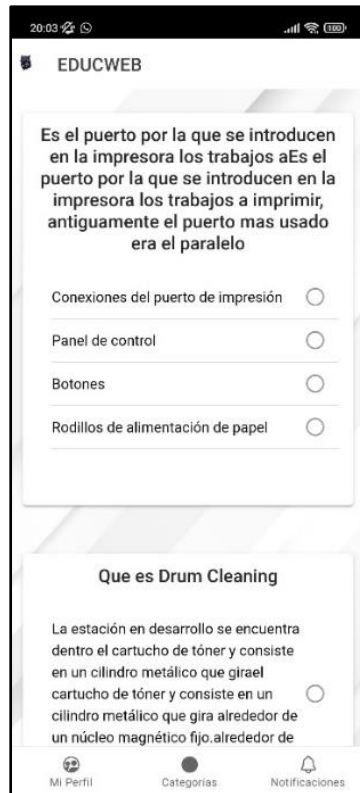 20:03
100
EDUCWEB
Es el puerto por la que se introducen
en la impresora los trabajos aEs el
puerto por la que se introducen en la
impresora los trabajos a imprimir,
antiguamente el puerto mas usado
era el paralelo
Conexiones del puerto de impresión
Panel de control
Botones
Rodillos de alimentación de papel
Que es Drum Cleaning
La estación en desarrollo se encuentra
dentro el cartucho de tóner y consiste
en un cilindro metálico que girael
cartucho de tóner y consiste en un
cilindro metálico que gira alrededor de
un núcleo magnético fijo.alrededor de
Mi Perfil
Categorías
Notificaciones